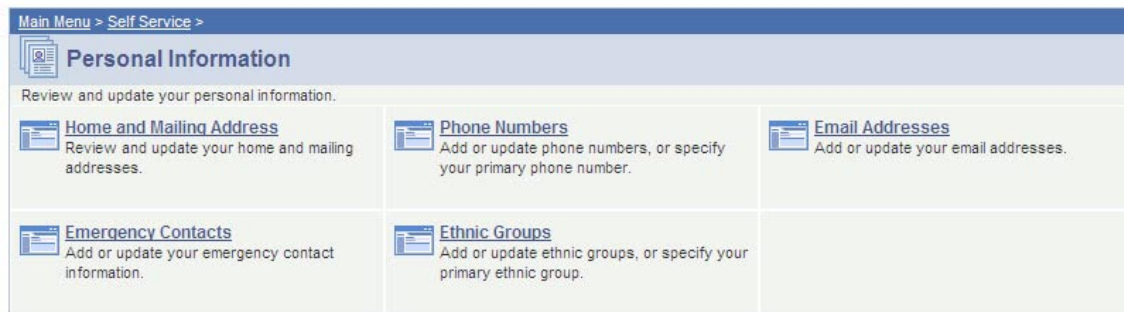 Main Menu > Self Service >
Personal Information
Review and update your personal information.
Home and Mailing Address
Review and update your home and mailing
addresses.
Phone Numbers
Add or update phone numbers, or specify
your primary phone number.
Email Addresses
Add or update your email addresses.
Emergency Contacts
Add or update your emergency contact
information.
Ethnic Groups
Add or update ethnic groups, or specify your
primary ethnic group.